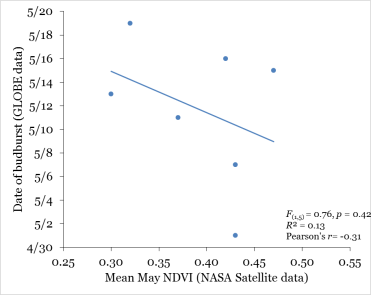 5/20
5/18
5/16
5/14
5/12
5/10
5/8
5/6
5/4
5/2
4/30
Date of budburst (GLOBE data)
F(1,5) = 0.76, p = 0.42
R² = 0.13
Pearson's r= -0.31
0.25 0.30 0.35 0.40 0.45 0.50 0.55
Mean May NDVI (NASA Satellite data)